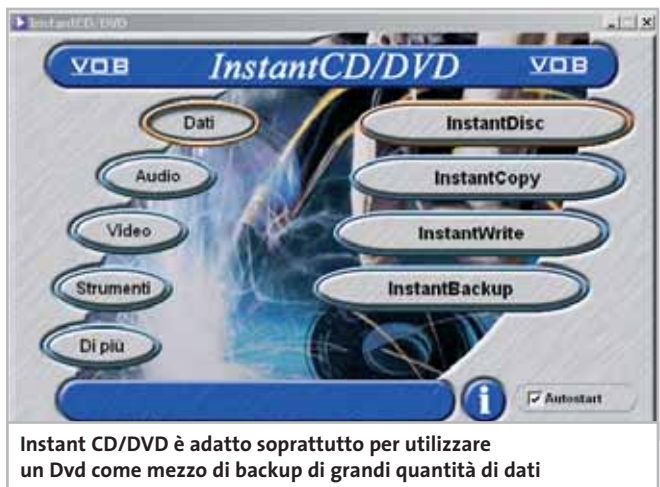 InstantCD/DVD
VOB InstantCD/DVD VOB
Dati
InstantDisc
Audio
InstantCopy
Video
InstantWrite
Strumenti
InstantBackup
Di più
i
Autostart
Instant CD/DVD è adatto soprattutto per utilizzare
un Dvd come mezzo di backup di grandi quantità di dati